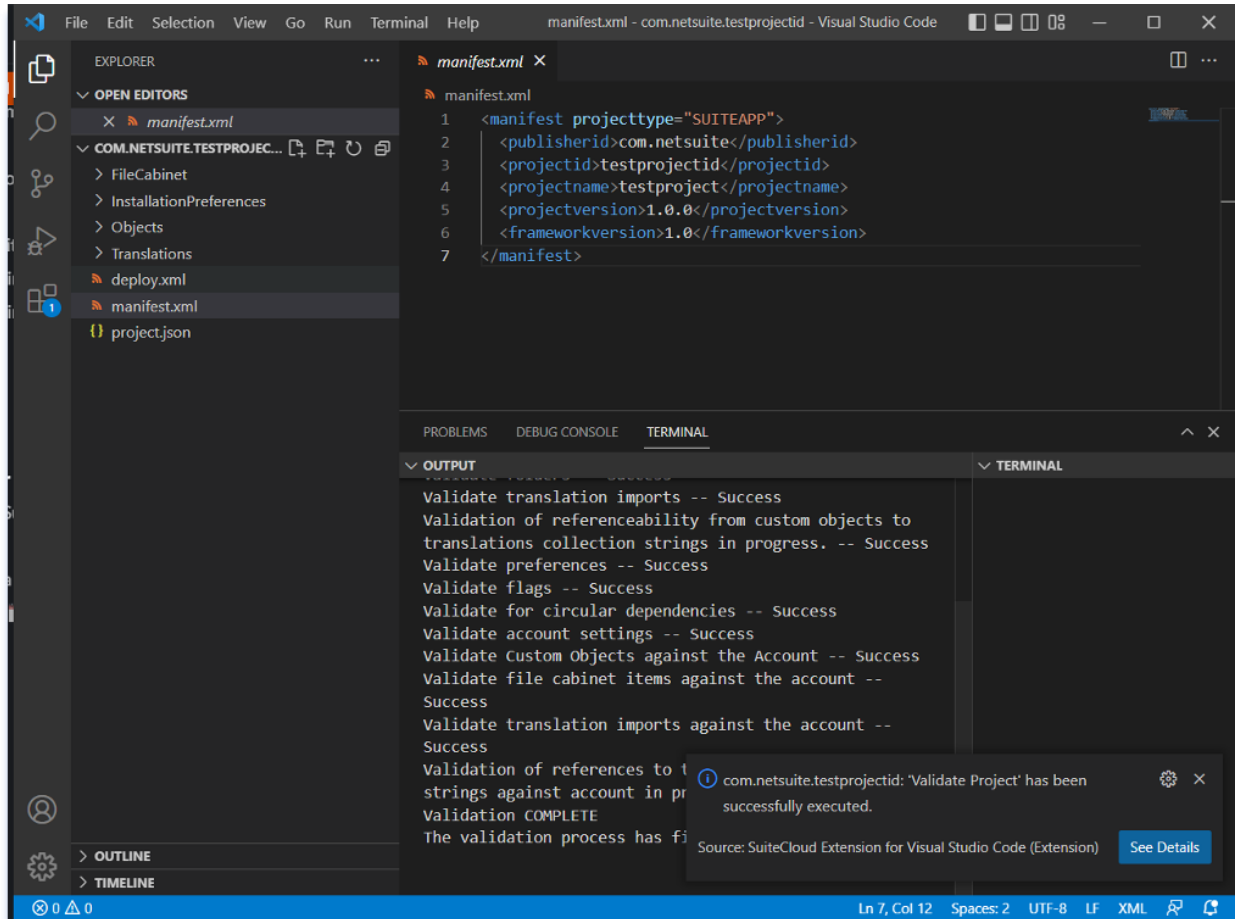 File Edit Selection View Go Run Terminal Help manifest.xml - com.netsuite.testprojectid - Visual Studio Code
EXPLORER
OPEN EDITORS
manifest.xml
COM.NETSUITE.TESTPROJEC...
FileCabinet
InstallationPreferences
Objects
Translations
deploy.xml
manifest.xml
{} project.json
OUTLINE
TIMELINE
1
manifest.xml
manifest.xml
1 <manifest projecttype="SUITEAPP">
2 <publisherid>com.netsuite</publisherid>
3 <projectid>testprojectid</projectid>
4 <projectname>testproject</projectname>
5 <projectversion>1.0.0</projectversion>
6 <frameworkversion>1.0</frameworkversion>
7 </manifest>
PROBLEMS DEBUG CONSOLE TERMINAL
OUTPUT
Validate folders -- Success
Validate translation imports -- Success
Validation of referenceability from custom objects to
translations collection strings in progress. -- Success
Validate preferences -- Success
Validate flags -- Success
Validate for circular dependencies -- Success
Validate account settings -- Success
Validate Custom Objects against the Account -- Success
Validate file cabinet items against the account --
Success
Validate translation imports against the account --
Success
Validation of references to t
strings against account in pr
Validation COMPLETE
The validation process has fi
TERMINAL
com.netsuite.testprojectid: 'Validate Project' has been
successfully executed.
Source: SuiteCloud Extension for Visual Studio Code (Extension) See Details
0 0 Ln 7, Col 12 Spaces: 2 UTF-8 LF XML